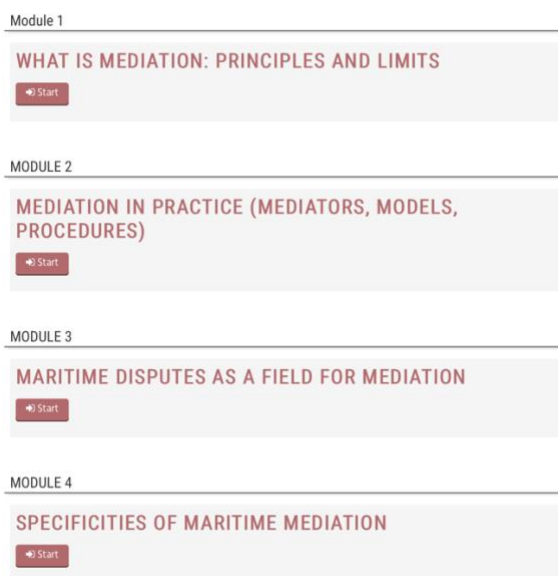 Module 1
WHAT IS MEDIATION: PRINCIPLES AND LIMITS
Start
MODULE 2
MEDIATION IN PRACTICE (MEDIATORS, MODELS,
PROCEDURES)
Start
MODULE 3
MARITIME DISPUTES AS A FIELD FOR MEDIATION
Start
MODULE 4
SPECIFICITIES OF MARITIME MEDIATION
Start